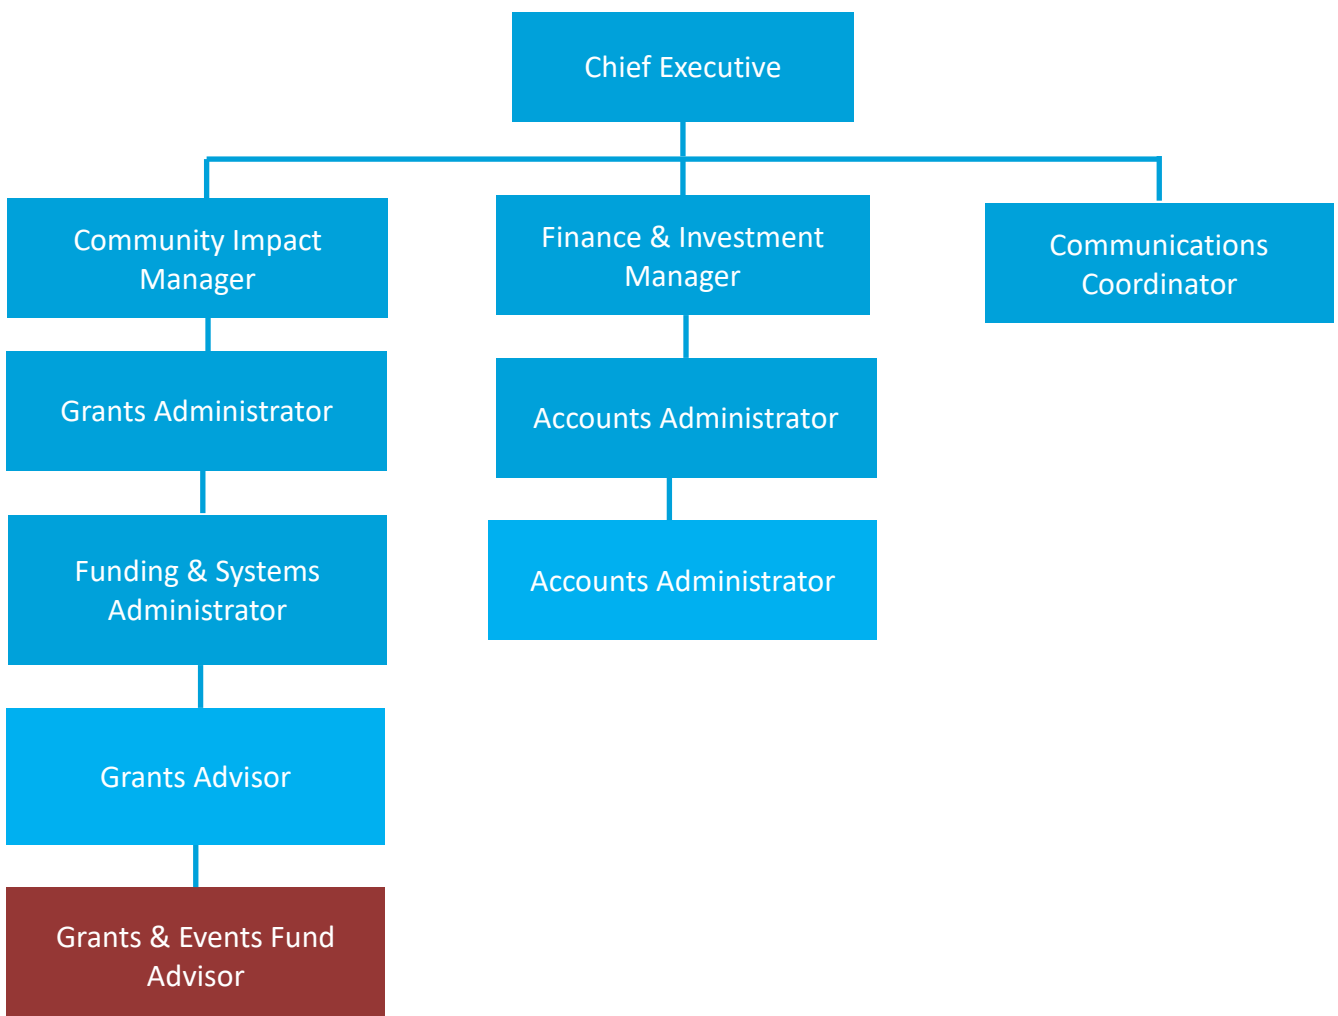 Chief Executive
Community Impact
Manager
Finance & Investment
Manager
Communications
Coordinator
Grants Administrator
Accounts Administrator
Funding & Systems
Administrator
Accounts Administrator
Grants Advisor
Grants & Events Fund
Advisor